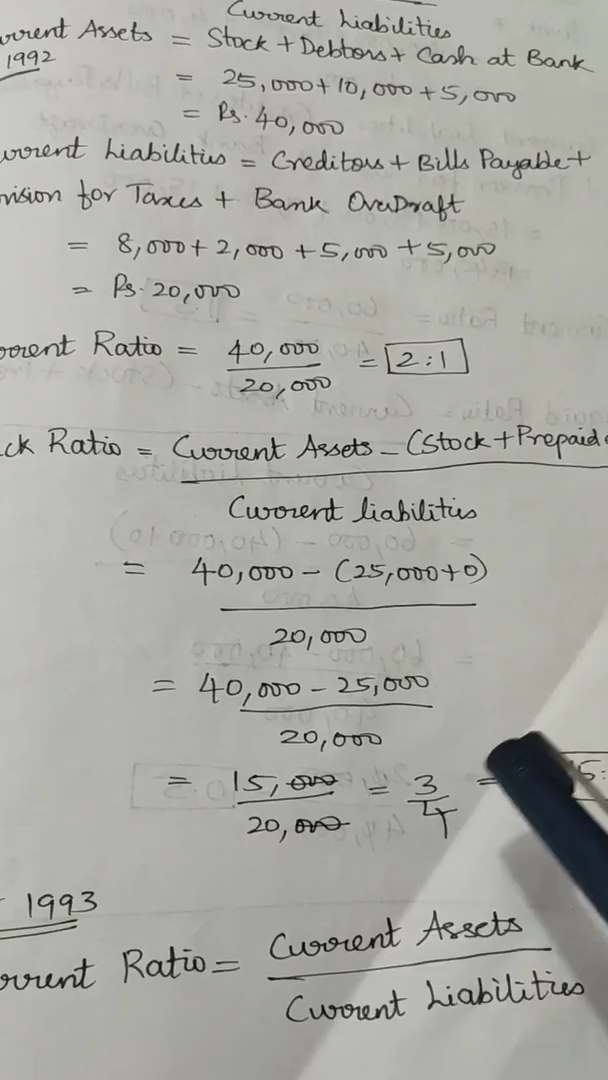 Current Liabilities
urrent Assets = Stock + Debtors + Cash at Bank
1992
= 25,000 + 10,000 + 5,000
= Rs. 40,000
urrent Liabilities = Creditors + Bills Payable +
vision for Taxes + Bank OverDraft
= 8,000 + 2,000 + 5,000 + 5,000
= Rs. 20,000
urrent Ratio = 40,000 / 20,000 = 2:1
ck Ratio = Current Assets - (Stock + Prepaid
Current liabilities
= 40,000 - (25,000+0)
20,000
= 40,000 - 25,000
20,000
= 15,000 / 20,000 = 3/4 =
1993
urrent Ratio = Current Assets
Current Liabilities